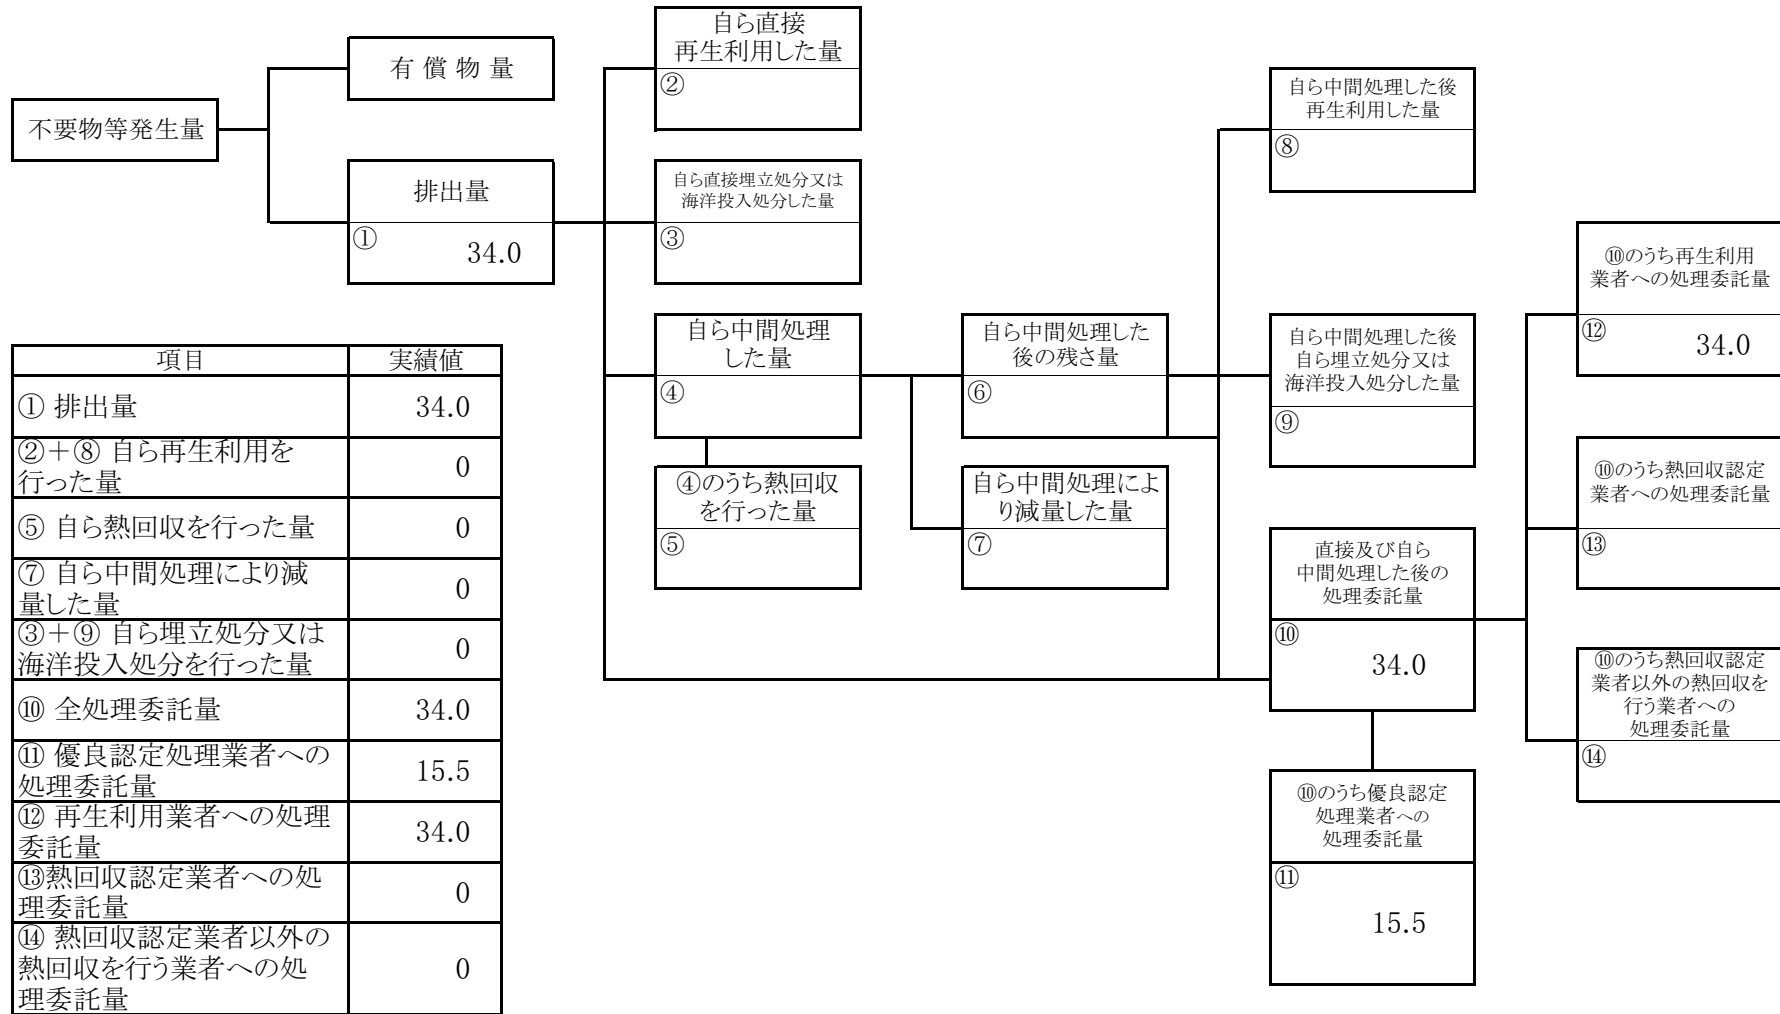 不要物等発生量
有償物量
排出量
①
34.0
自ら直接
再生利用した量
②
自ら直接埋立処分又は
海洋投入処分した量
③
自ら中間処理
した量
④
④のうち熱回収
を行った量
⑤
自ら中間処理した
後の残さ量
⑥
自ら中間処理によ
り減量した量
⑦
自ら中間処理した後
再生利用した量
⑧
自ら中間処理した後
自ら埋立処分又は
海洋投入処分した量
⑨
直接及び自ら
中間処理した後の
処理委託量
⑩
34.0
⑩のうち優良認定
処理業者への
処理委託量
⑪
15.5
⑩のうち再生利用
業者への処理委託量
⑫
34.0
⑩のうち熱回収認定
業者への処理委託量
⑬
⑩のうち熱回収認定
業者以外の熱回収を
行う業者への
処理委託量
⑭
項目 実績値
① 排出量 34.0
②＋⑧ 自ら再生利用を
行った量 0
⑤ 自ら熱回収を行った量 0
⑦ 自ら中間処理により減
量した量 0
③＋⑨ 自ら埋立処分又は
海洋投入処分を行った量 0
⑩ 全処理委託量 34.0
⑪ 優良認定処理業者への
処理委託量 15.5
⑫ 再生利用業者への処理
委託量 34.0
⑬熱回収認定業者への処
理委託量 0
⑭ 熱回収認定業者以外の
熱回収を行う業者への処
理委託量 0